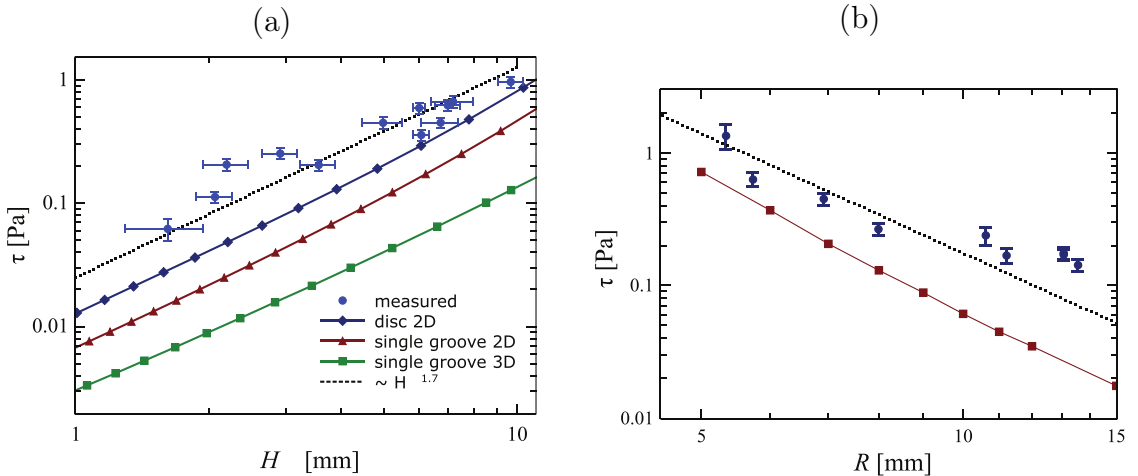 (a)
(b)
1
0.1
0.01
τ [Pa]
measured
disc 2D
single groove 2D
single groove 3D
~ H 1.7
1
10
H [mm]
1
0.1
0.01
τ [Pa]
5
10
15
R [mm]